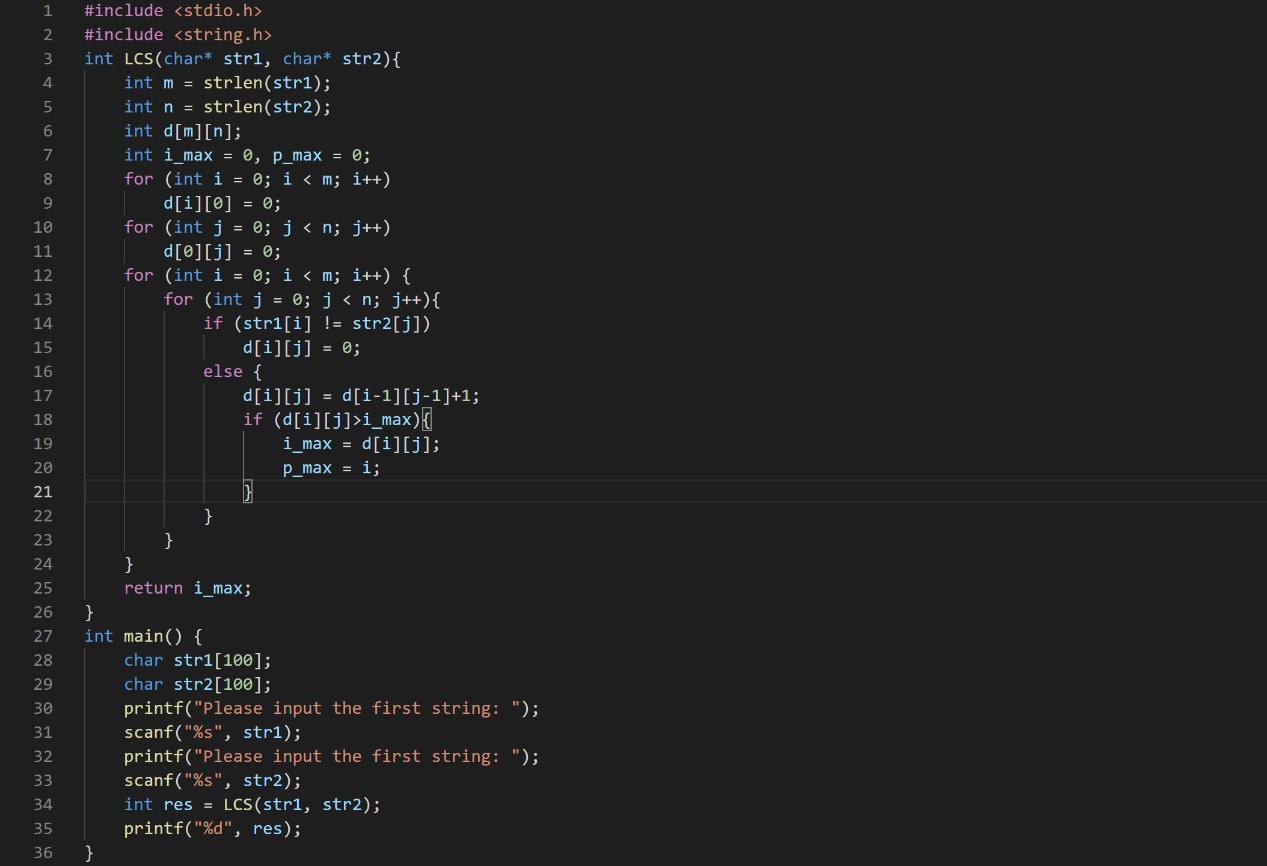 1 #include <stdio.h>
2 #include <string.h>
3 int LCS(char* str1, char* str2){
4     int m = strlen(str1);
5     int n = strlen(str2);
6     int d[m][n];
7     int i_max = 0, p_max = 0;
8     for (int i = 0; i < m; i++)
9         d[i][0] = 0;
10     for (int j = 0; j < n; j++)
11         d[0][j] = 0;
12     for (int i = 0; i < m; i++) {
13         for (int j = 0; j < n; j++){
14             if (str1[i] != str2[j])
15                 d[i][j] = 0;
16             else {
17                 d[i][j] = d[i-1][j-1]+1;
18                 if (d[i][j]>i_max){
19                     i_max = d[i][j];
20                     p_max = i;
21                 }
22             }
23         }
24     }
25     return i_max;
26 }
27 int main() {
28     char str1[100];
29     char str2[100];
30     printf("Please input the first string: ");
31     scanf("%s", str1);
32     printf("Please input the first string: ");
33     scanf("%s", str2);
34     int res = LCS(str1, str2);
35     printf("%d", res);
36 }